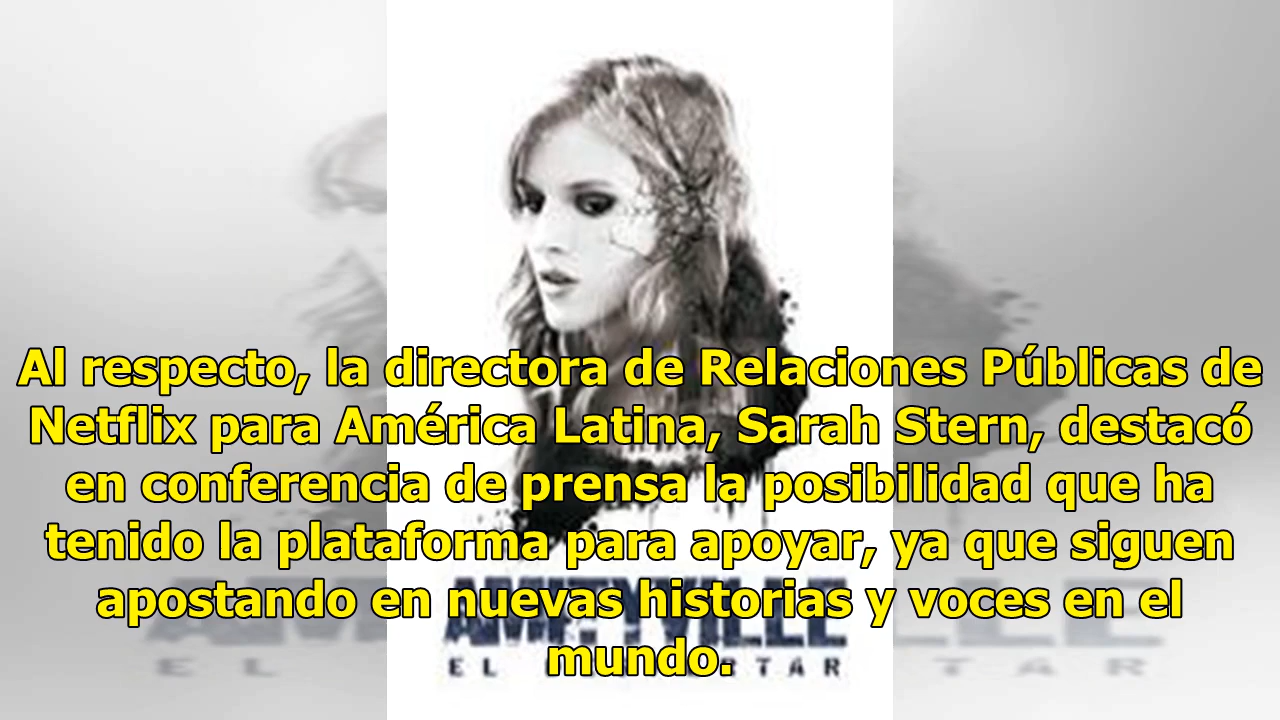 Al respecto, la directora de Relaciones Públicas de
Netflix para América Latina, Sarah Stern, destacó
en conferencia de prensa la posibilidad que ha
tenido la plataforma para apoyar, ya que siguen
apostando en nuevas historias y voces en el
mundo.
AMITYVILLE
EL